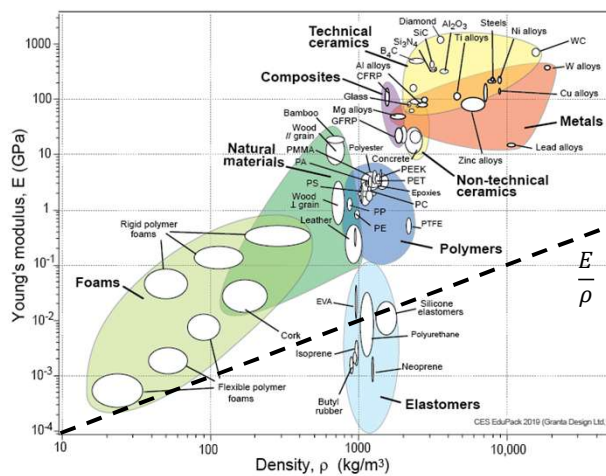 Technical
ceramics
Diamond
Al₂O₃
SiC
Si₃N₄
B₄C
Steels
Ti alloys
Ni alloys
WC
W alloys
Cu alloys
Metals
Lead alloys
Zinc alloys
Composites
Al alloys
CFRP
Glass
Mg alloys
GFRP
Concrete
Non-technical
ceramics
Bamboo
Wood
// grain
Natural
materials
PMMA
PA
Polyester
PS
PEEK
PET
Epoxies
PC
Wood
⊥ grain
Leather
PP
PE
PTFE
Polymers
Rigid polymer
foams
Foams
Cork
Flexible polymer
foams
EVA
Silicone
elastomers
Polyurethane
Isoprene
Neoprene
Butyl
rubber
Elastomers
E
ρ
CES EduPack 2019 (Granta Design Ltd.)
Young's modulus, E (GPa)
1000
100
10
1
10⁻¹
10⁻²
10⁻³
10⁻⁴
10
100
1000
10,000
Density, ρ (kg/m³)